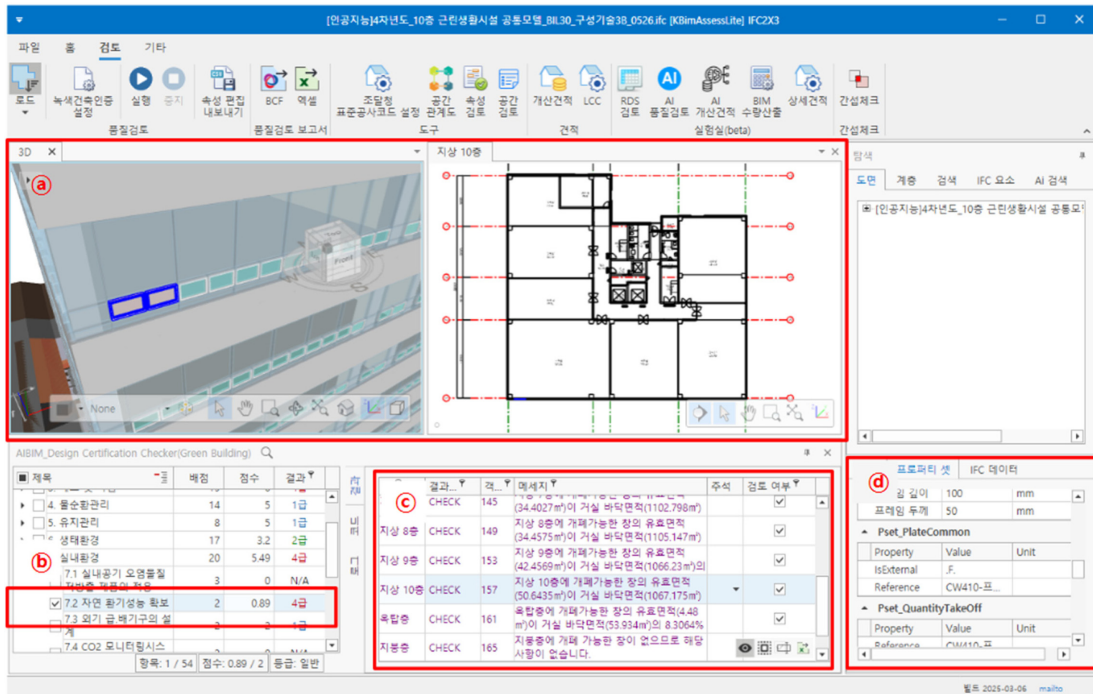 [인공지능]4차년도_10층 근린생활시설 공통모델_BIL30_구성기술3B_0526.ifc [KBimAssessLite] IFC2X3
파일 홈 검토 기타
로드 녹색건축인증 설정 실행 중지 속성 편집 내보내기 BCF 엑셀 조달청 표준공사코드 설정 공간 관계도 속성 검토 공간 검토 개산견적 LCC RDS 검토 AI 품질검토 AI 개산견적 BIM 수량산출 상세견적 간섭체크
품질검토 품질검토 보고서 도구 견적 실험실(beta) 간섭체크
3D
지상 10층
탐색
도면 계층 검색 IFC 요소 AI 검색
[인공지능]4차년도_10층 근린생활시설 공통모
ⓐ
Front
None
AIBIM_Design Certification Checker(Green Building)
제목 배점 점수 결과
4. 물순환관리 14 5 1급
5. 유지관리 8 5 1급
생태환경 17 3.2 2급
ⓑ
실내환경 20 5.49 4급
7.1 실내공기 오염물질 3 0 N/A
7.2 자연 환기성능 확보 2 0.89 4급
7.3 외기 급.배기구의 설계
7.4 CO2 모니터링시스
항목: 1 / 54 점수: 0.89 / 2 등급: 일반
ⓒ
결과... 객... 메세지 주석 검토 여부
CHECK 145 (34.4027㎡)이 거실 바닥면적(1102.798㎡)
지상 8층 CHECK 149 지상 8층에 개폐가능한 창의 유효면적
(34.4575㎡)이 거실 바닥면적(1105.147㎡)
지상 9층 CHECK 153 지상 9층에 개폐가능한 창의 유효면적
(42.4569㎡)이 거실 바닥면적(1066.23㎡)의
지상 10층 CHECK 157 지상 10층에 개폐가능한 창의 유효면적
(50.6435㎡)이 거실 바닥면적(1067.175㎡)
옥탑층 CHECK 161 옥탑층에 개폐가능한 창의 유효면적(4.48
㎡)이 거실 바닥면적(53.934㎡)의 8.3064%
지붕층 CHECK 165 지붕층에 개폐 가능한 창이 없으므로 해당
사항이 없습니다.
프로퍼티 셋 IFC 데이터
ⓓ
길이 100 mm
프레임 두께 50 mm
Pset_PlateCommon
Property Value Unit
IsExternal .F.
Reference CW410-프...
Pset_QuantityTakeOff
Property Value Unit
Reference CW410-프...
빌드 2025-03-06 mailto